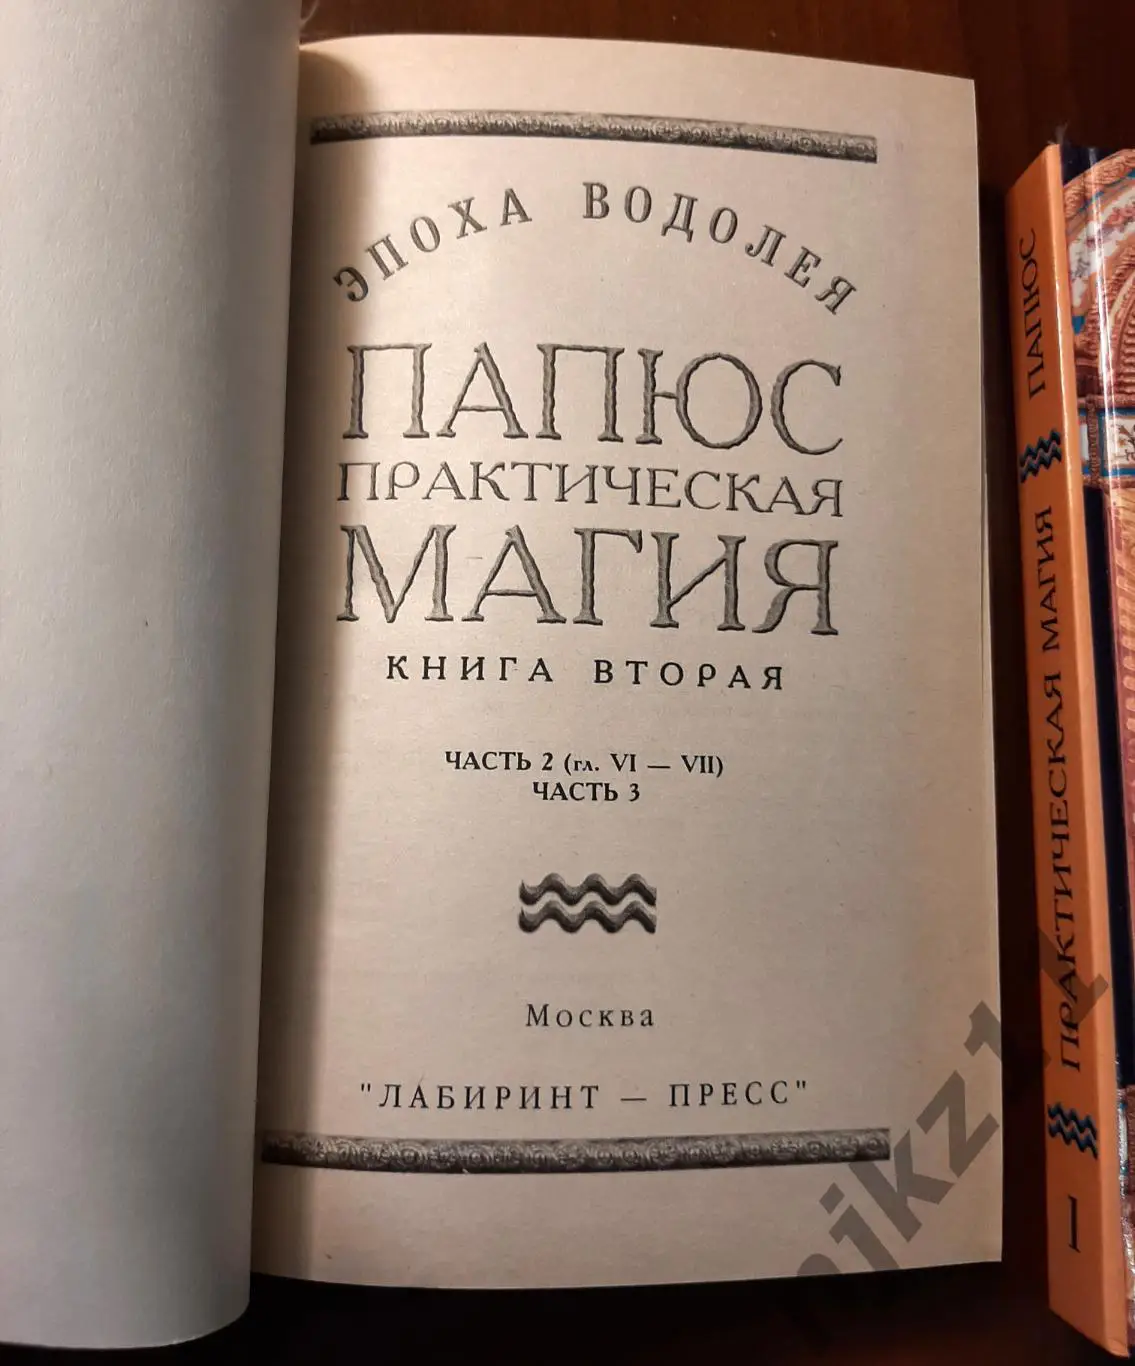 ЭПОХА ВОДОЛЕЯ
ПАПЮС
ПРАКТИЧЕСКАЯ
МАГИЯ
КНИГА ВТОРАЯ
ЧАСТЬ 2 (гл. VI — VII)
ЧАСТЬ 3
Москва
"ЛАБИРИНТ — ПРЕСС"
ПАПЮС
ПРАКТИЧЕСКАЯ МАГИЯ
1